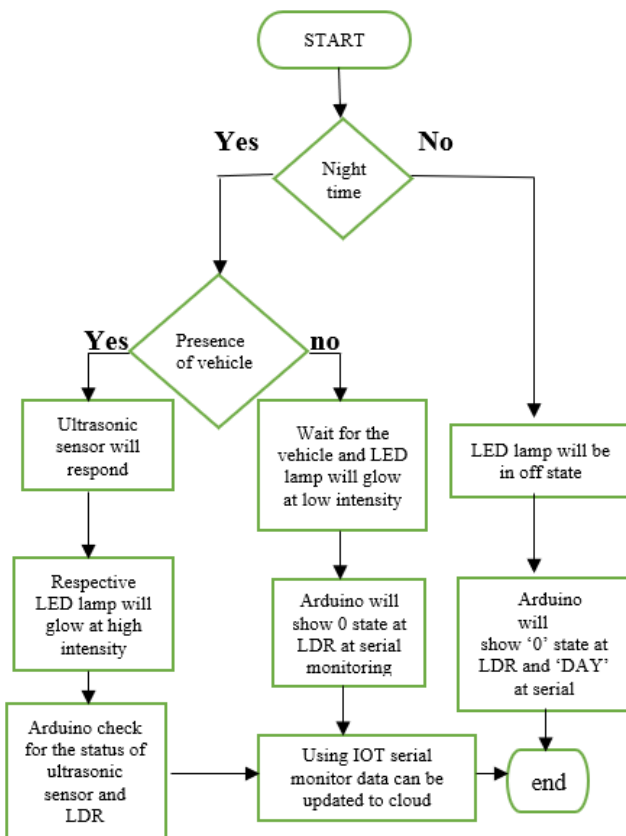 START
Yes
No
Night
time
Yes
Presence
of vehicle
no
Ultrasonic
sensor will
respond
Wait for the
vehicle and LED
lamp will glow
at low intensity
LED lamp will be
in off state
Respective
LED lamp will
glow at high
intensity
Arduino will
show 0 state at
LDR at serial
monitoring
Arduino
will
show ‘0’ state at
LDR and ‘DAY’
at serial
Arduino check
for the status of
ultrasonic
sensor and
LDR
Using IOT serial
monitor data can be
updated to cloud
end